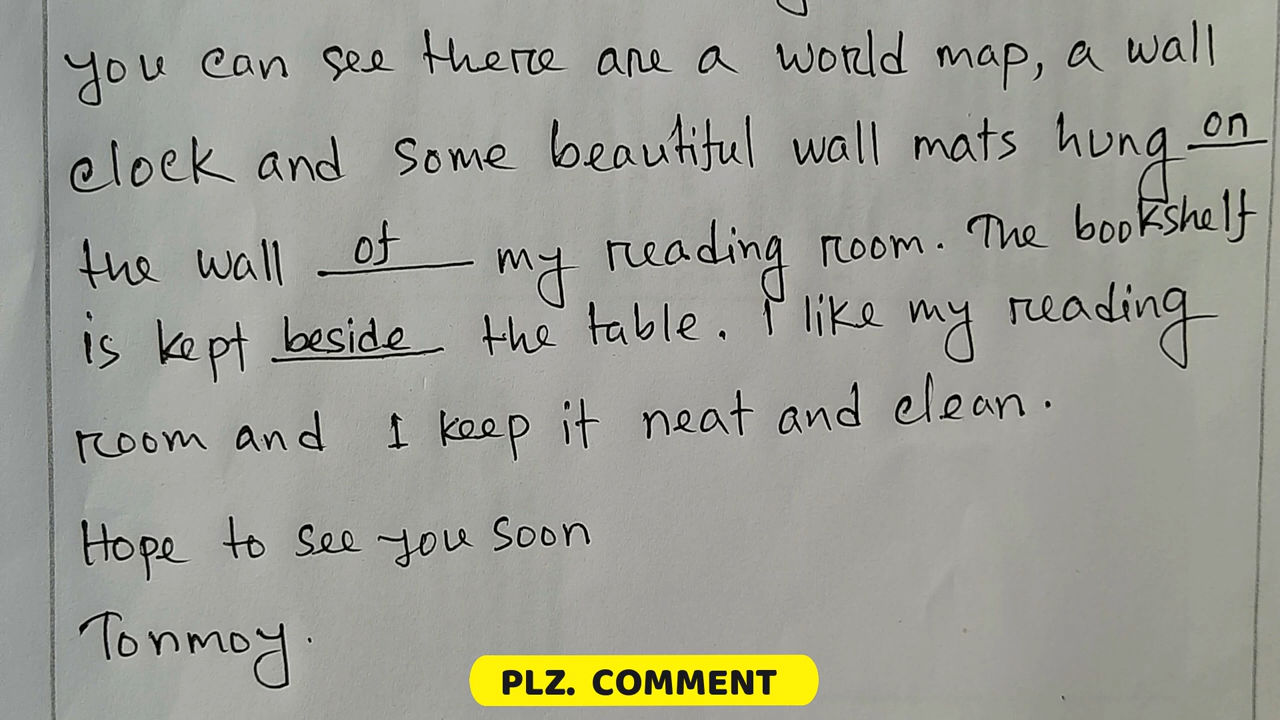 you can see there are a world map, a wall
clock and some beautiful wall mats hung on
the wall of my reading room. The bookshelf
is kept beside the table. I like my reading
room and I keep it neat and clean.
Hope to see you soon
Tonmoy.
PLZ. COMMENT